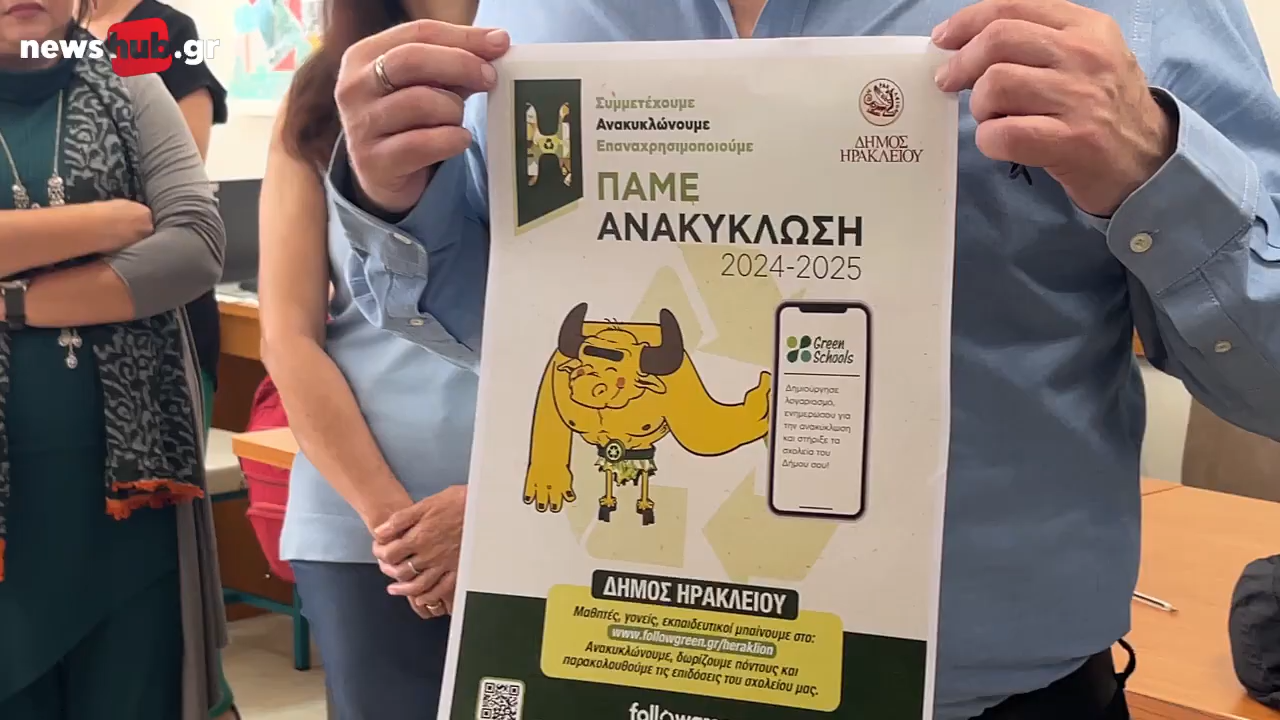 newshub.gr
Συμμετέχουμε
Ανακυκλώνουμε
Επαναχρησιμοποιούμε
ΔΗΜΟΣ
ΗΡΑΚΛΕΙΟΥ
ΠΑΜΕ
ΑΝΑΚΥΚΛΩΣΗ
2024-2025
Green
Schools
Δημιούργησε
λογαριασμό,
ενημερώσου για
την ανακύκλωση
και στήριξε τα
σχολεία του
Δήμου σου!
ΔΗΜΟΣ ΗΡΑΚΛΕΙΟΥ
Μαθητές, γονείς, εκπαιδευτικοί μπαίνουμε στο:
www.followgreen.gr/heraklion
Ανακυκλώνουμε, δωρίζουμε πόντους και
παρακολουθούμε τις επιδόσεις του σχολείου μας.